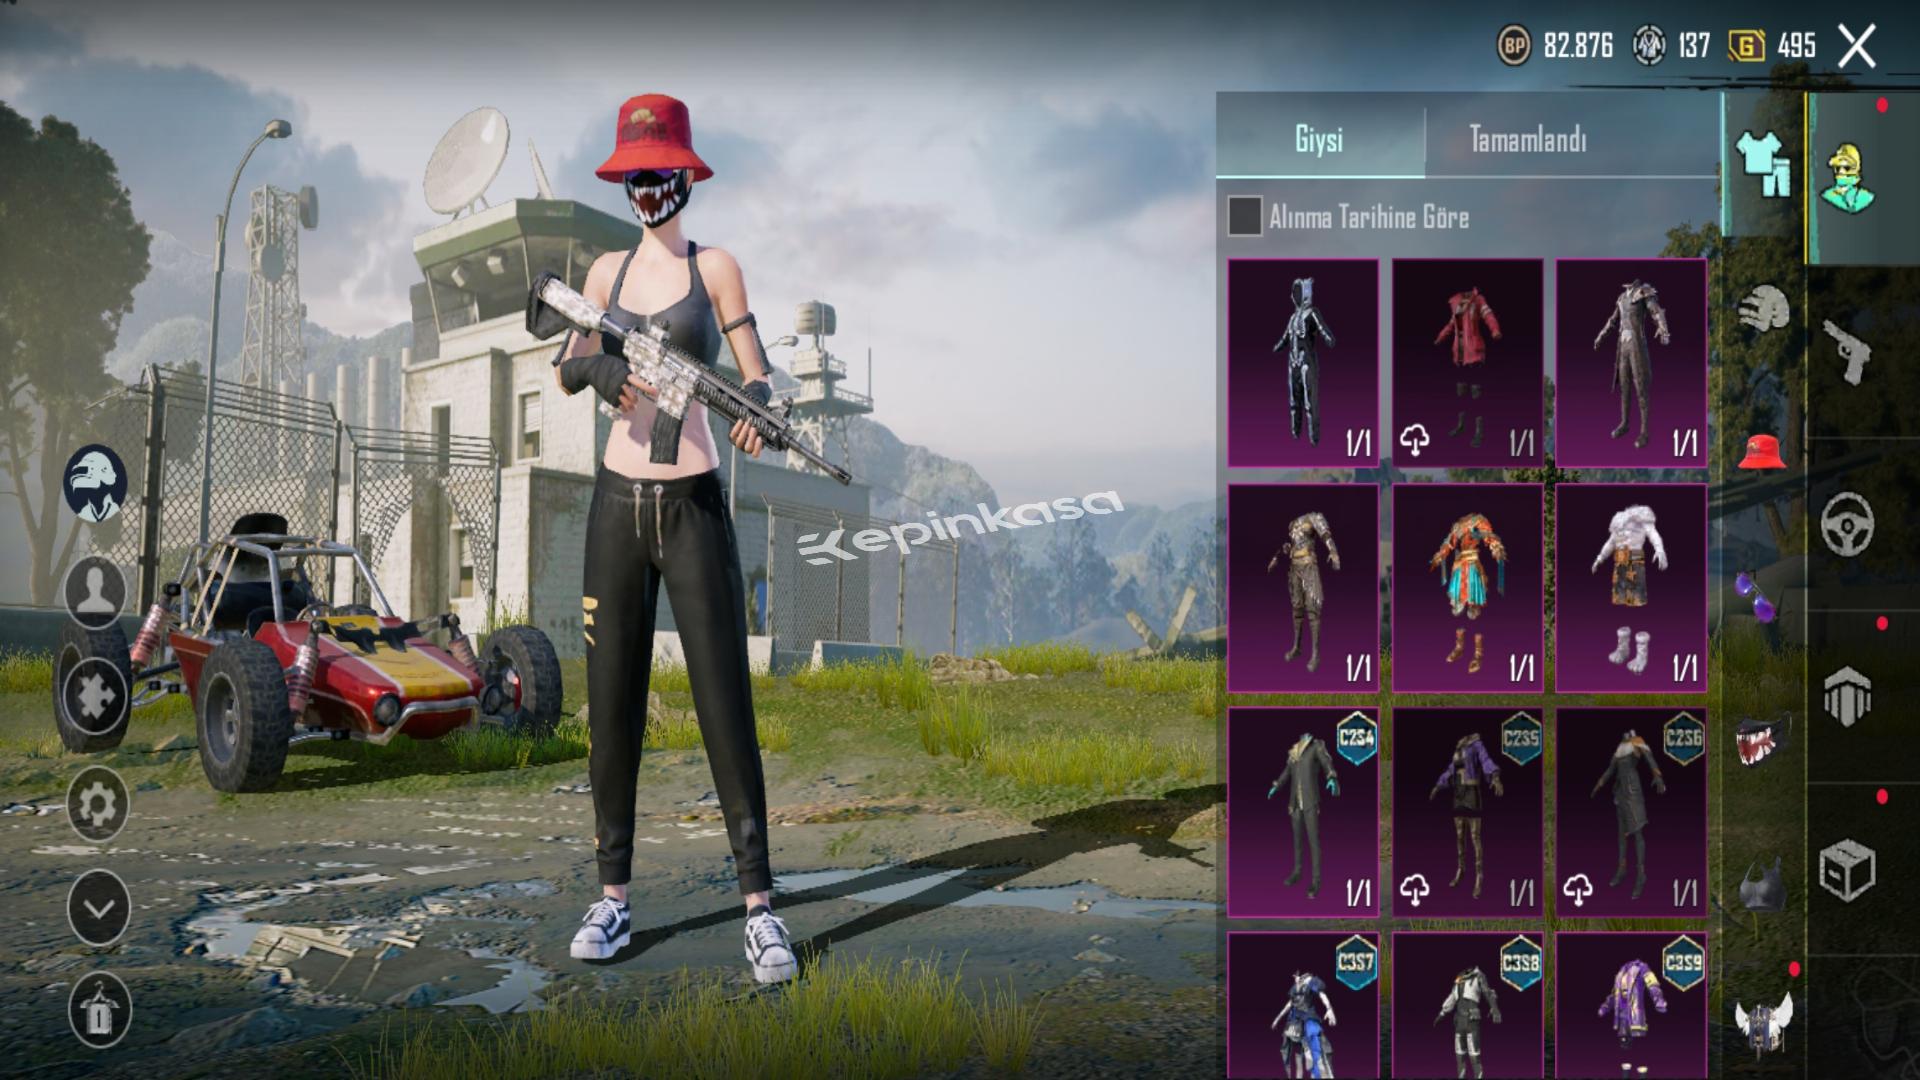 BP 82.876 137 G 495
Giysi Tamamlandı
Alınma Tarihine Göre
1/1 1/1 1/1
epinkasa
1/1 1/1 1/1
C2S4 C2S5 C2S6
1/1 1/1 1/1
C3S7 C3S8 C3S9
1